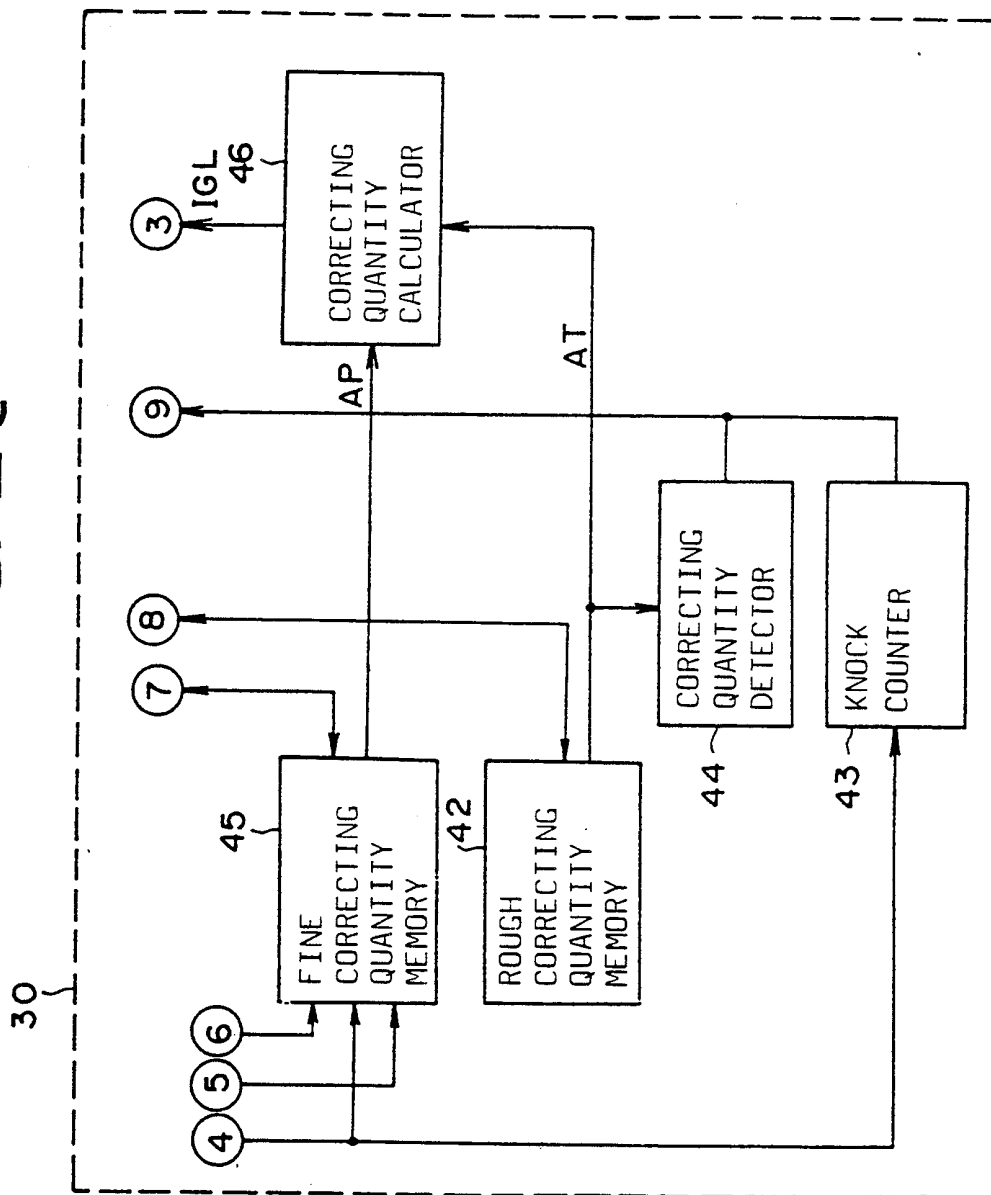 30
6
5
4
7
8
9
3
IGL
45
FINE
CORRECTING
QUANTITY
MEMORY
AP
46
CORRECTING
QUANTITY
CALCULATOR
42
ROUGH
CORRECTING
QUANTITY
MEMORY
AT
44
CORRECTING
QUANTITY
DETECTOR
43
KNOCK
COUNTER